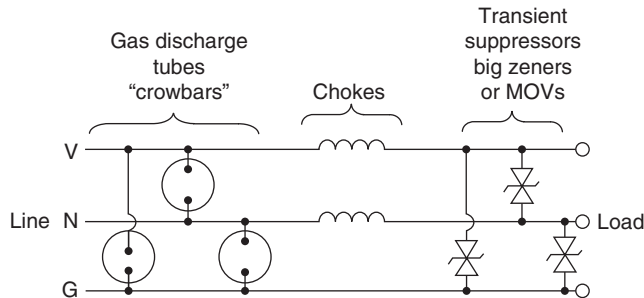 Gas discharge
tubes
“crowbars”
Chokes
Transient
suppressors
big zeners
or MOVs
V
Line N
Load
G